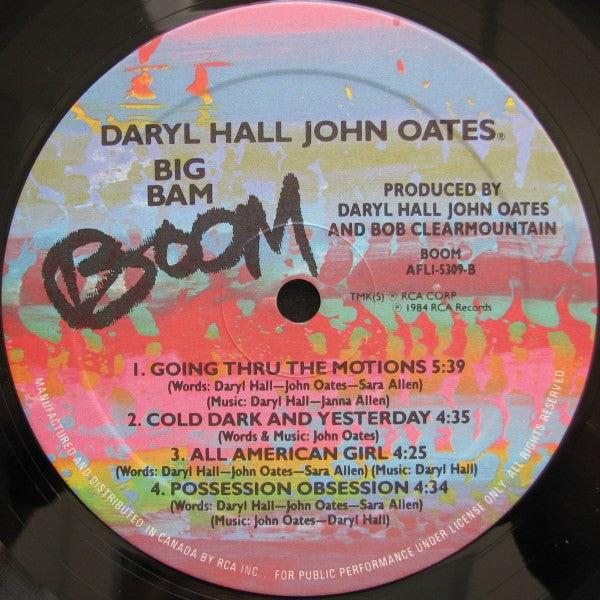 DARYL HALL JOHN OATES®
BIG
BAM
BOOM
PRODUCED BY
DARYL HALL JOHN OATES
AND BOB CLEARMOUNTAIN
BOOM
AFL1-5309-B
TMK(S) ® RCA CORP
℗ 1984 RCA Records
1. GOING THRU THE MOTIONS 5:39
(Words: Daryl Hall—John Oates—Sara Allen)
(Music: Daryl Hall—Janna Allen)
2. COLD DARK AND YESTERDAY 4:35
(Words & Music: John Oates)
3. ALL AMERICAN GIRL 4:25
(Words: Daryl Hall—John Oates—Sara Allen) (Music: Daryl Hall)
4. POSSESSION OBSESSION 4:34
(Words: Daryl Hall—John Oates—Sara Allen)
(Music: John Oates—Daryl Hall)
MANUFACTURED AND DISTRIBUTED IN CANADA BY RCA INC., FOR PUBLIC PERFORMANCE UNDER LICENSE ONLY. ALL RIGHTS RESERVED.